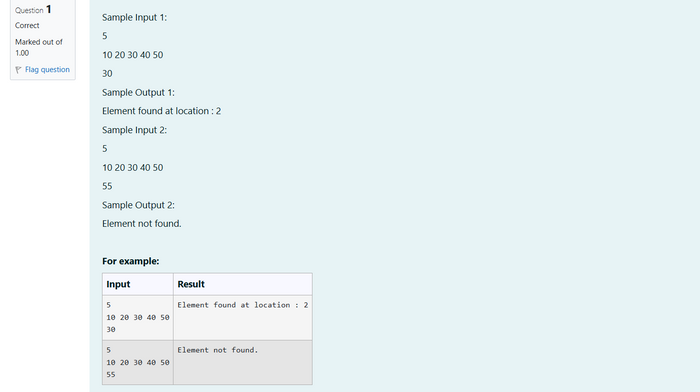 Question 1
Correct
Marked out of
1.00
Flag question
Sample Input 1:
5
10 20 30 40 50
30
Sample Output 1:
Element found at location : 2
Sample Input 2:
5
10 20 30 40 50
55
Sample Output 2:
Element not found.
For example:
Input Result
5 Element found at location : 2
10 20 30 40 50
30
5 Element not found.
10 20 30 40 50
55